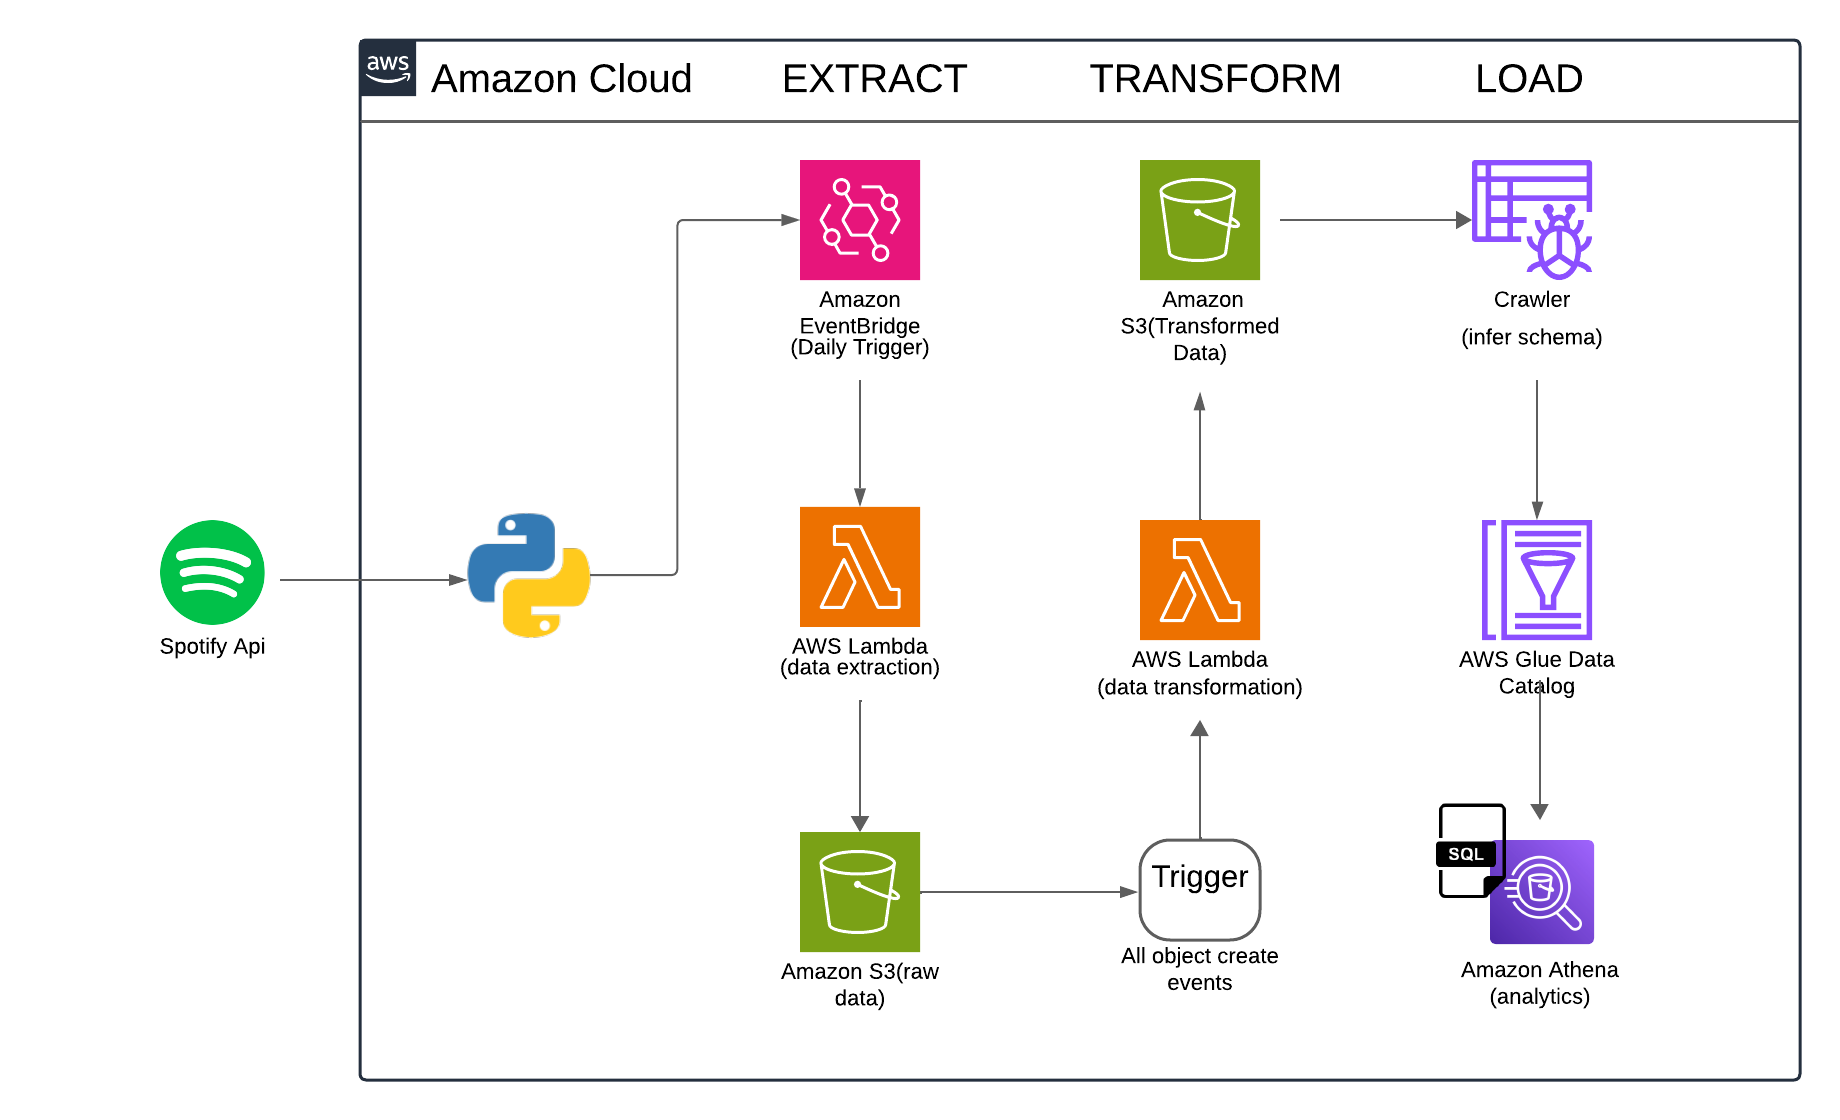 aws
Amazon Cloud
EXTRACT
TRANSFORM
LOAD
Amazon
EventBridge
(Daily Trigger)
Amazon
S3(Transformed
Data)
Crawler
(infer schema)
Spotify Api
AWS Lambda
(data extraction)
AWS Lambda
(data transformation)
AWS Glue Data
Catalog
Trigger
SQL
Amazon S3(raw
data)
All object create
events
Amazon Athena
(analytics)